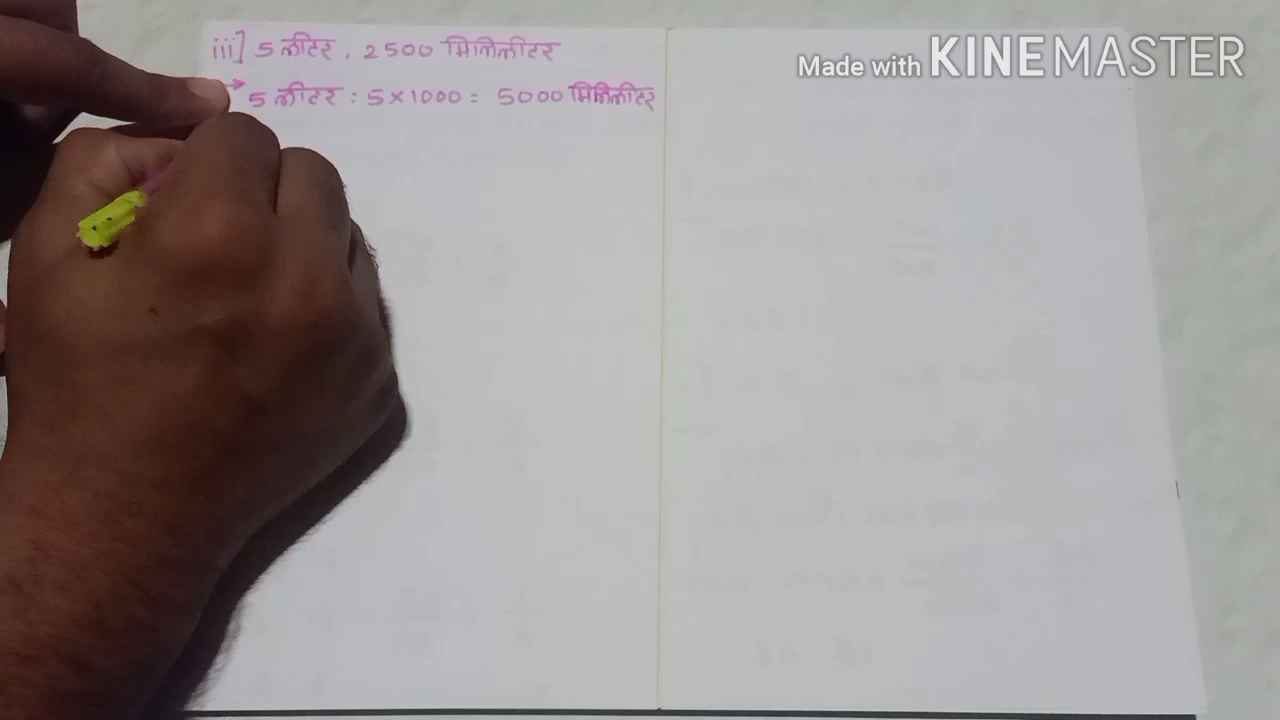 iii] 5 लीटर, 2500 मिलिलीटर
→ 5 लीटर : 5 × 1000 = 5000 मिलिलीटर
Made with KINEMASTER